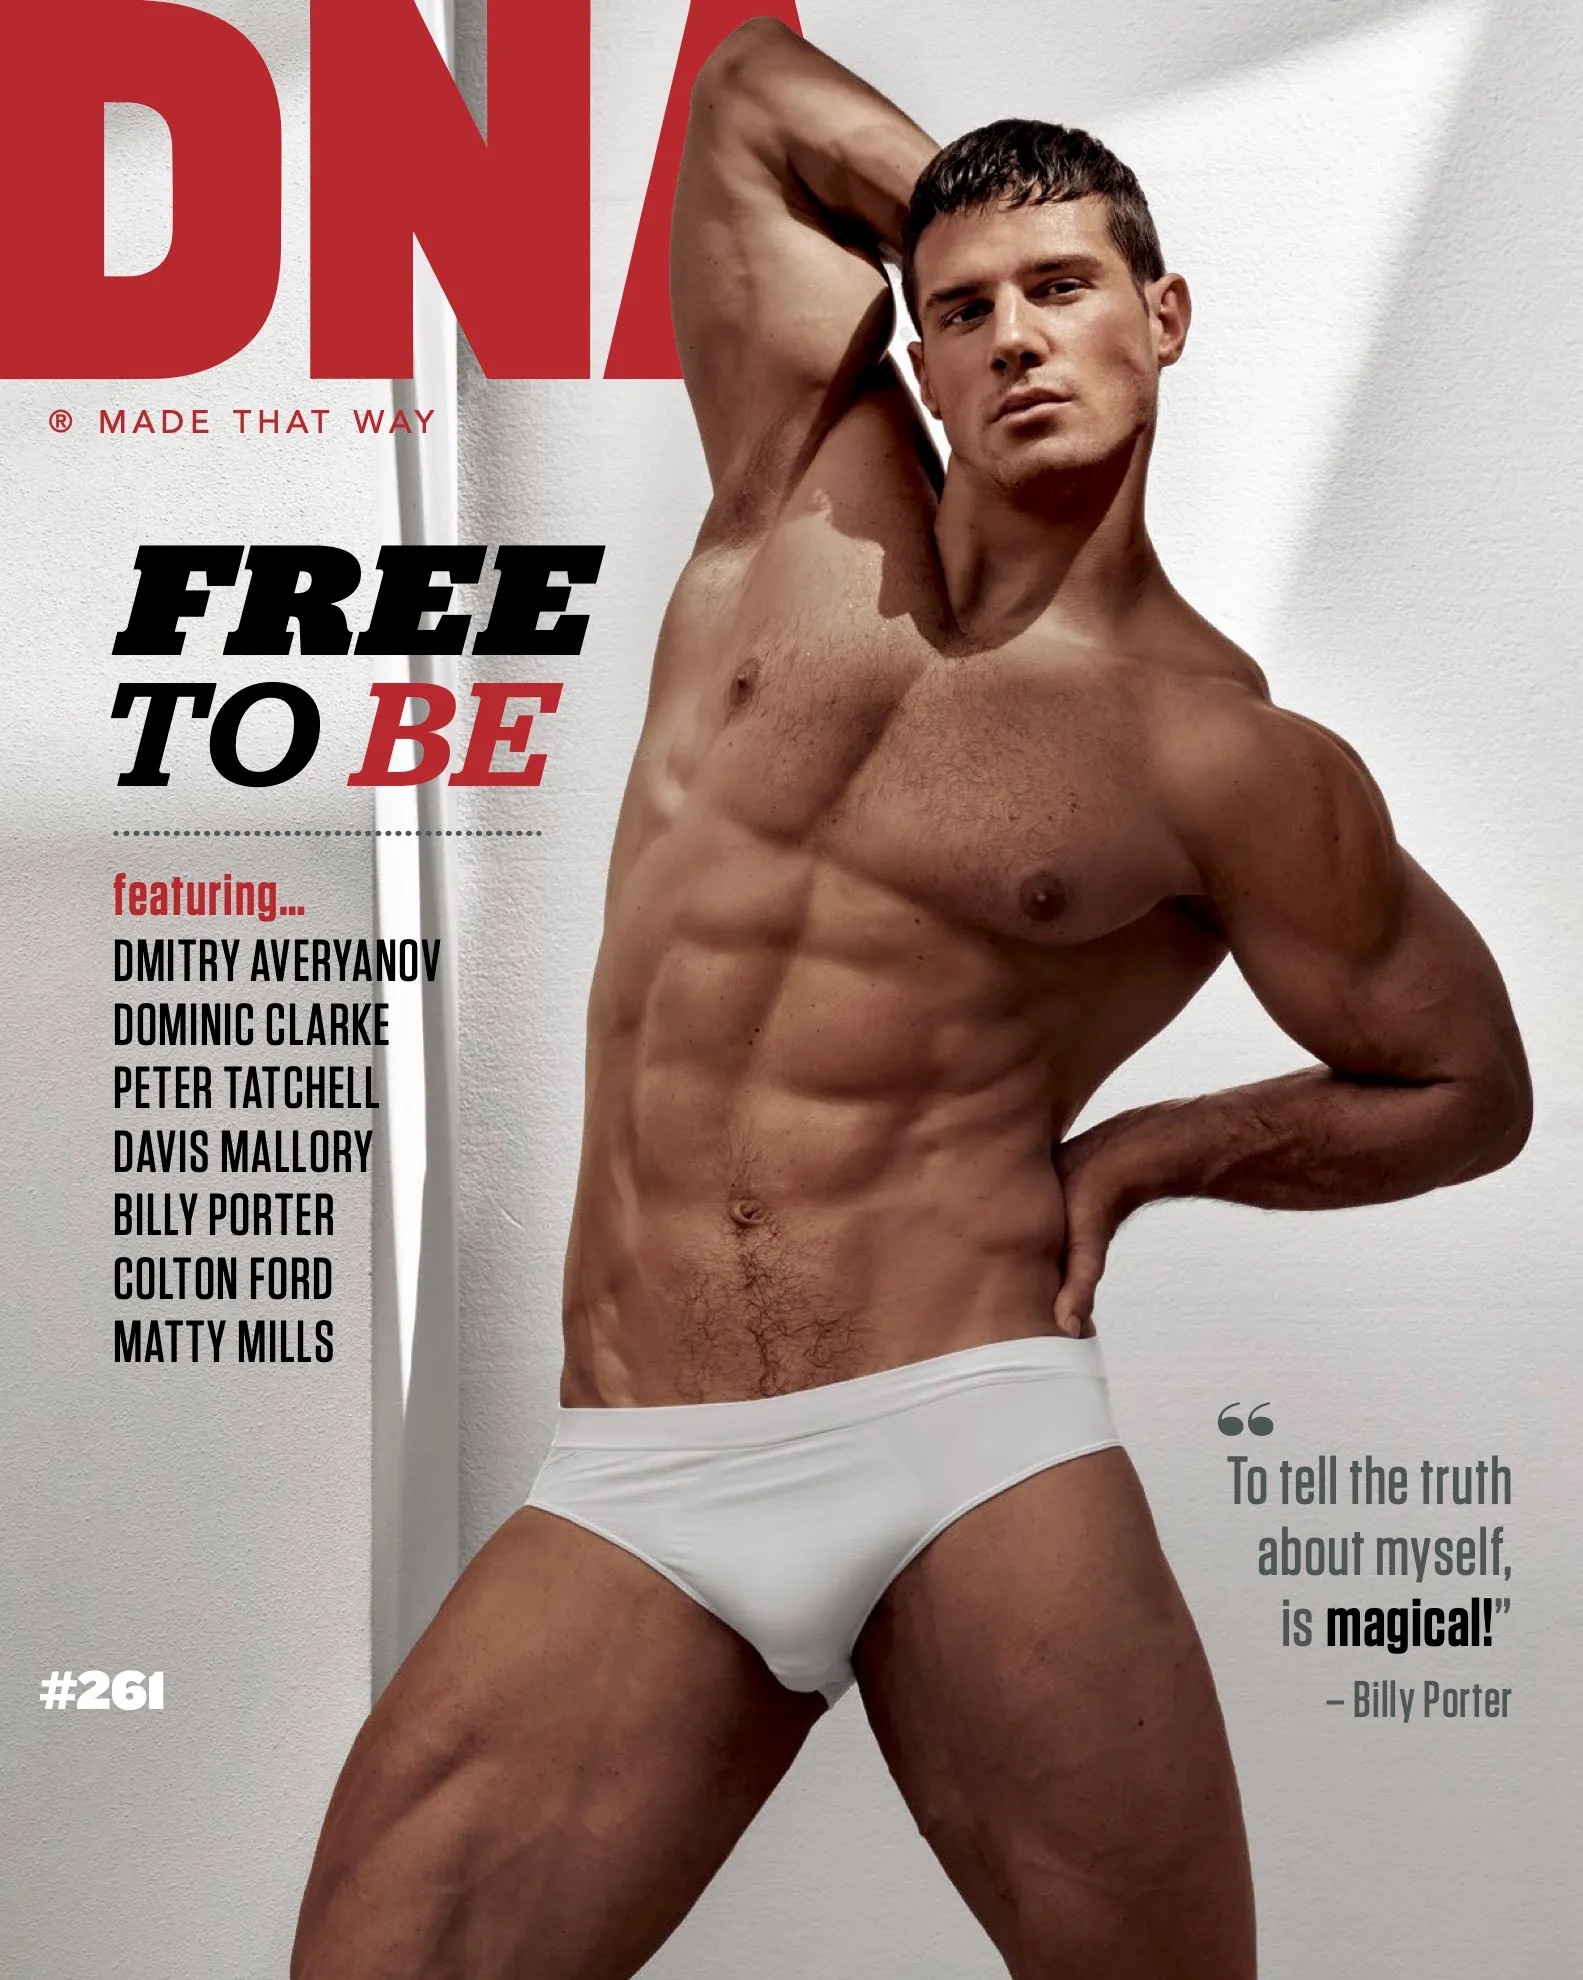 DNA
® MADE THAT WAY
FREE
TO BE
featuring...
DMITRY AVERYANOV
DOMINIC CLARKE
PETER TATCHELL
DAVIS MALLORY
BILLY PORTER
COLTON FORD
MATTY MILLS
“To tell the truth
about myself,
is magical!”
– Billy Porter
#261